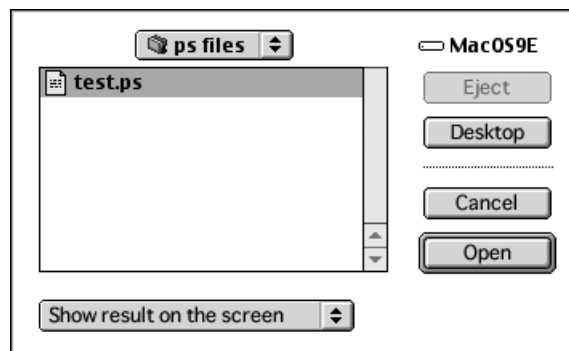 ps files
MacOS9E
test.ps
Eject
Desktop
Cancel
Open
Show result on the screen